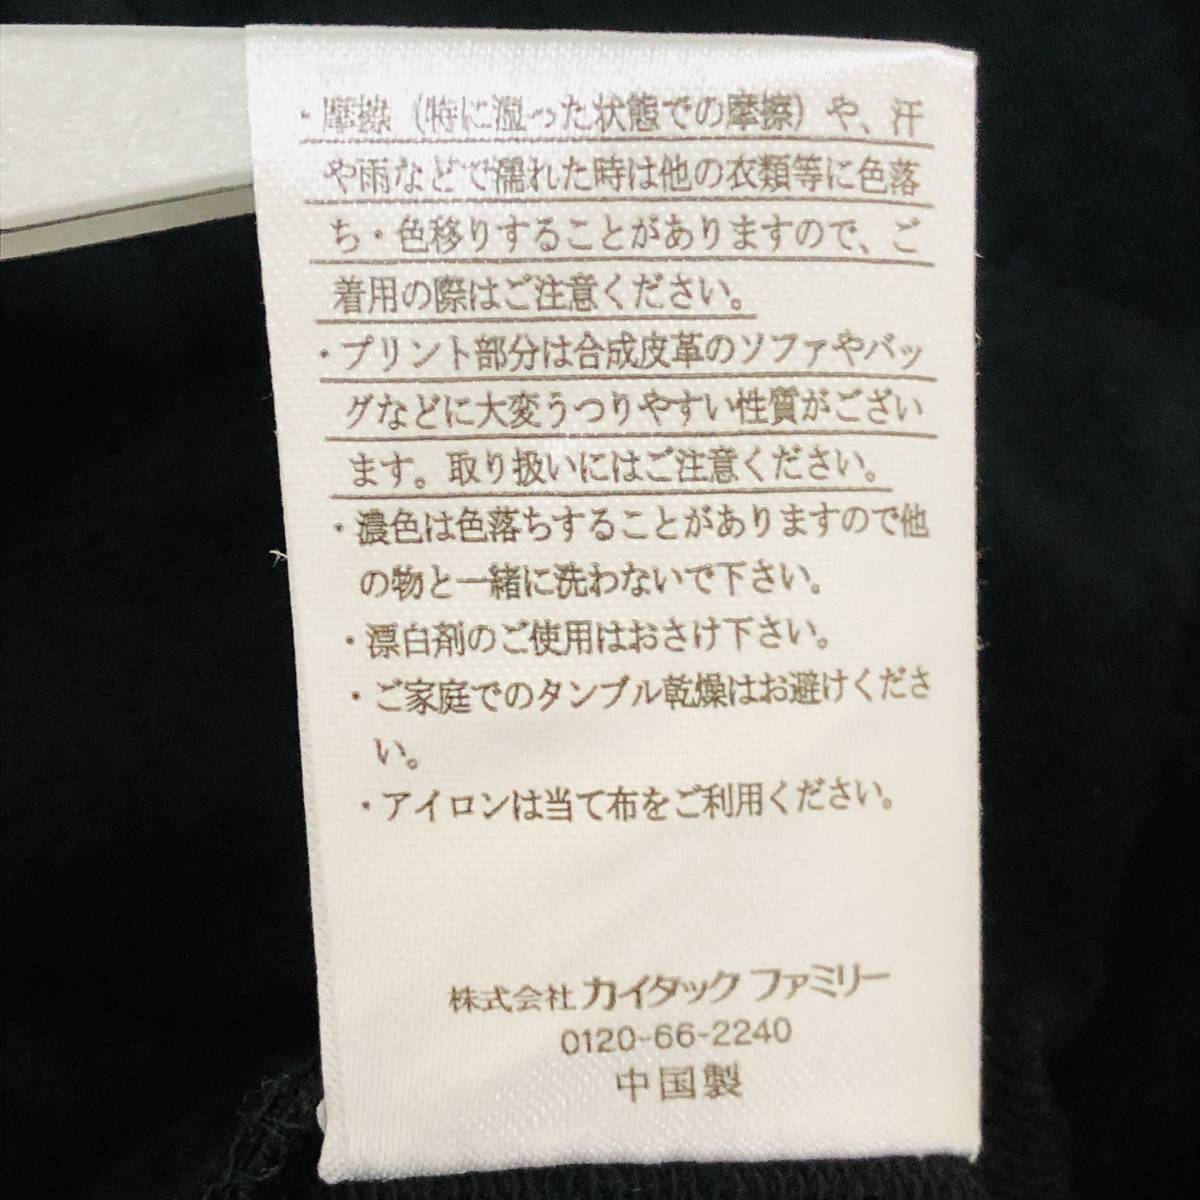 ・摩擦（特に湿った状態での摩擦）や、汗
や雨などで濡れた時は他の衣類等に色落
ち・色移りすることがありますので、ご
着用の際はご注意ください。
・プリント部分は合成皮革のソファやバッ
グなどに大変うつりやすい性質がござい
ます。取り扱いにはご注意ください。
・濃色は色落ちすることがありますので他
の物と一緒に洗わないで下さい。
・漂白剤のご使用はおさけ下さい。
・ご家庭でのタンブル乾燥はお避けくださ
い。
・アイロンは当て布をご利用ください。
株式会社 カイタック ファミリー
0120-66-2240
中国製